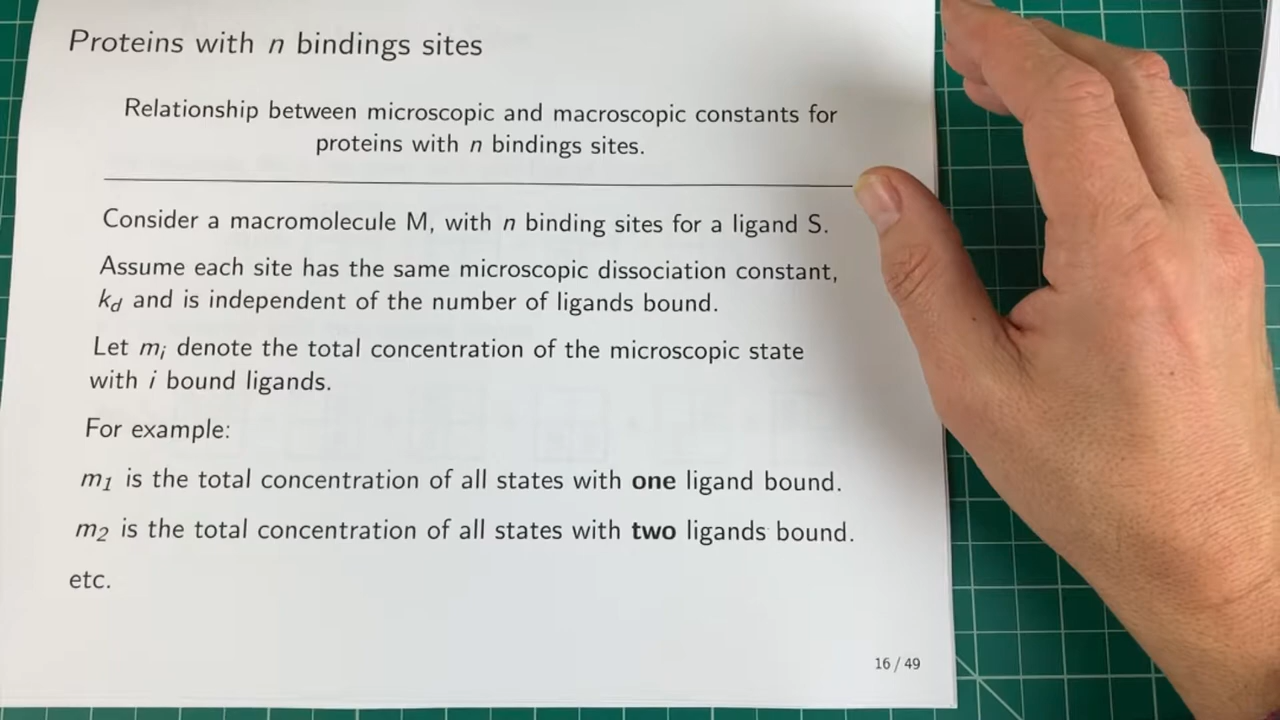 Proteins with n bindings sites
Relationship between microscopic and macroscopic constants for
proteins with n bindings sites.
Consider a macromolecule M, with n binding sites for a ligand S.
Assume each site has the same microscopic dissociation constant,
k_d and is independent of the number of ligands bound.
Let m_i denote the total concentration of the microscopic state
with i bound ligands.
For example:
m_1 is the total concentration of all states with one ligand bound.
m_2 is the total concentration of all states with two ligands bound.
etc.
16 / 49